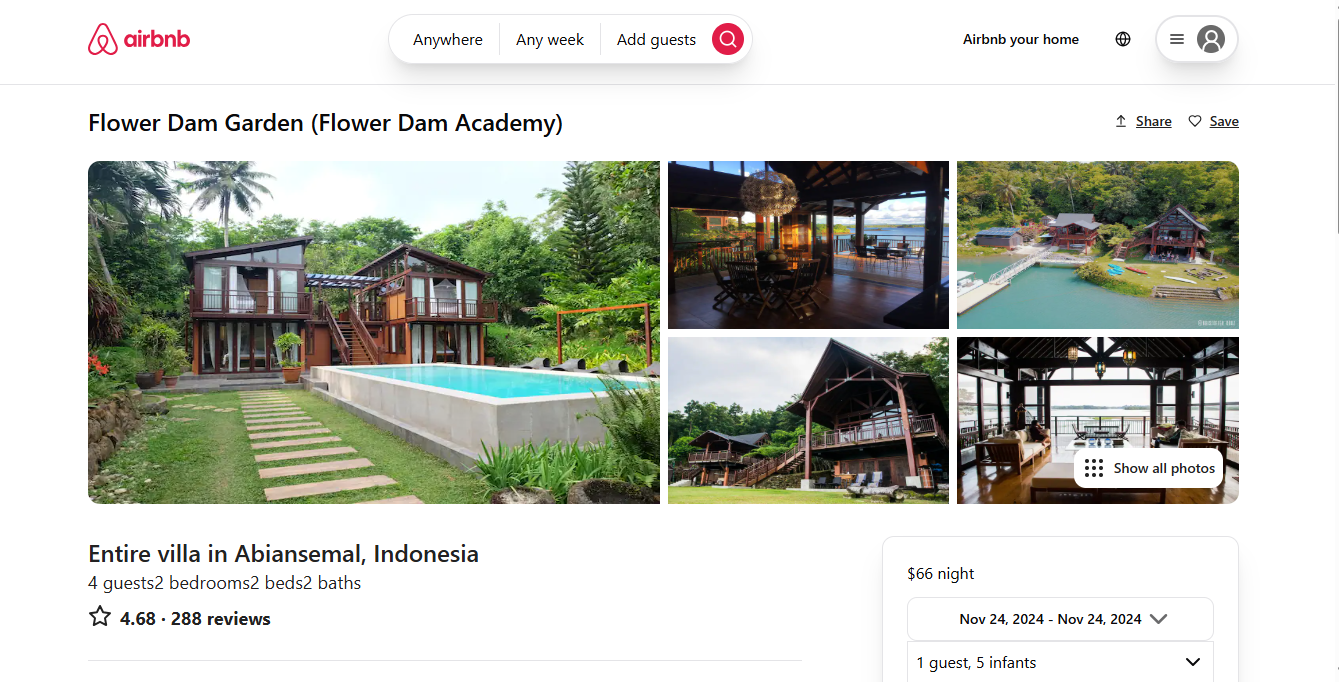 airbnb
Anywhere
Any week
Add guests
Airbnb your home
Flower Dam Garden (Flower Dam Academy)
Share
Save
Show all photos
Entire villa in Abiansemal, Indonesia
4 guests2 bedrooms2 beds2 baths
4.68 · 288 reviews
$66 night
Nov 24, 2024 - Nov 24, 2024
1 guest, 5 infants